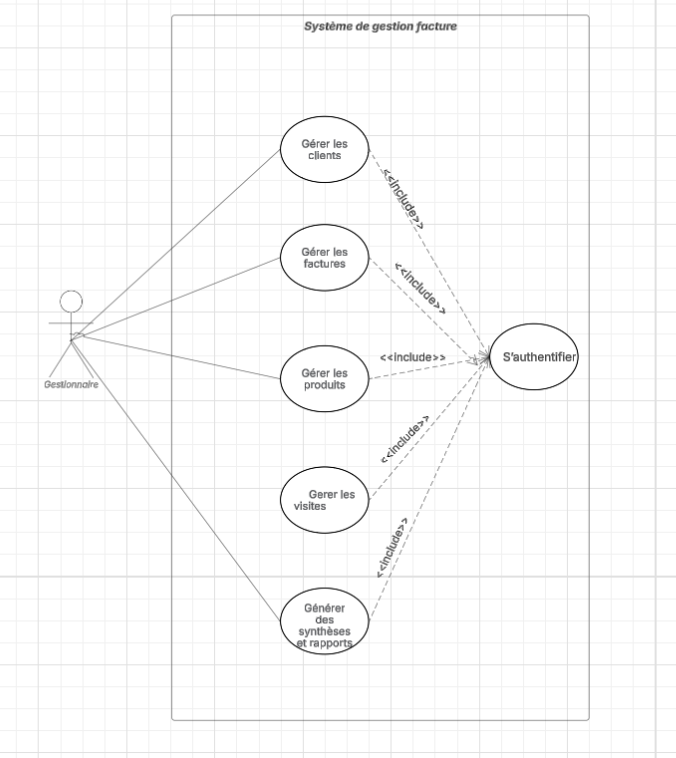 Système de gestion facture
Gérer les
clients
<<include>>
Gérer les
factures
<<include>>
Gestionnaire
Gérer les
produits
<<include>>
S'authentifier
Gerer les
visites
<<include>>
Générer
des
synthèses
et rapports
<<include>>